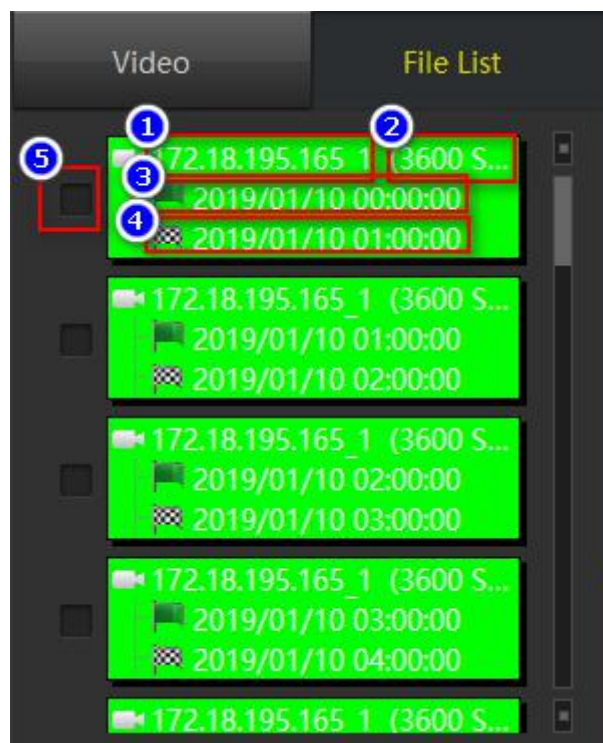 Video File List
1 2
5 172.18.195.165_1 (3600 S...
3 2019/01/10 00:00:00
4 2019/01/10 01:00:00
172.18.195.165_1 (3600 S...
2019/01/10 01:00:00
2019/01/10 02:00:00
172.18.195.165_1 (3600 S...
2019/01/10 02:00:00
2019/01/10 03:00:00
172.18.195.165_1 (3600 S...
2019/01/10 03:00:00
2019/01/10 04:00:00
172.18.195.165_1 (3600 S...